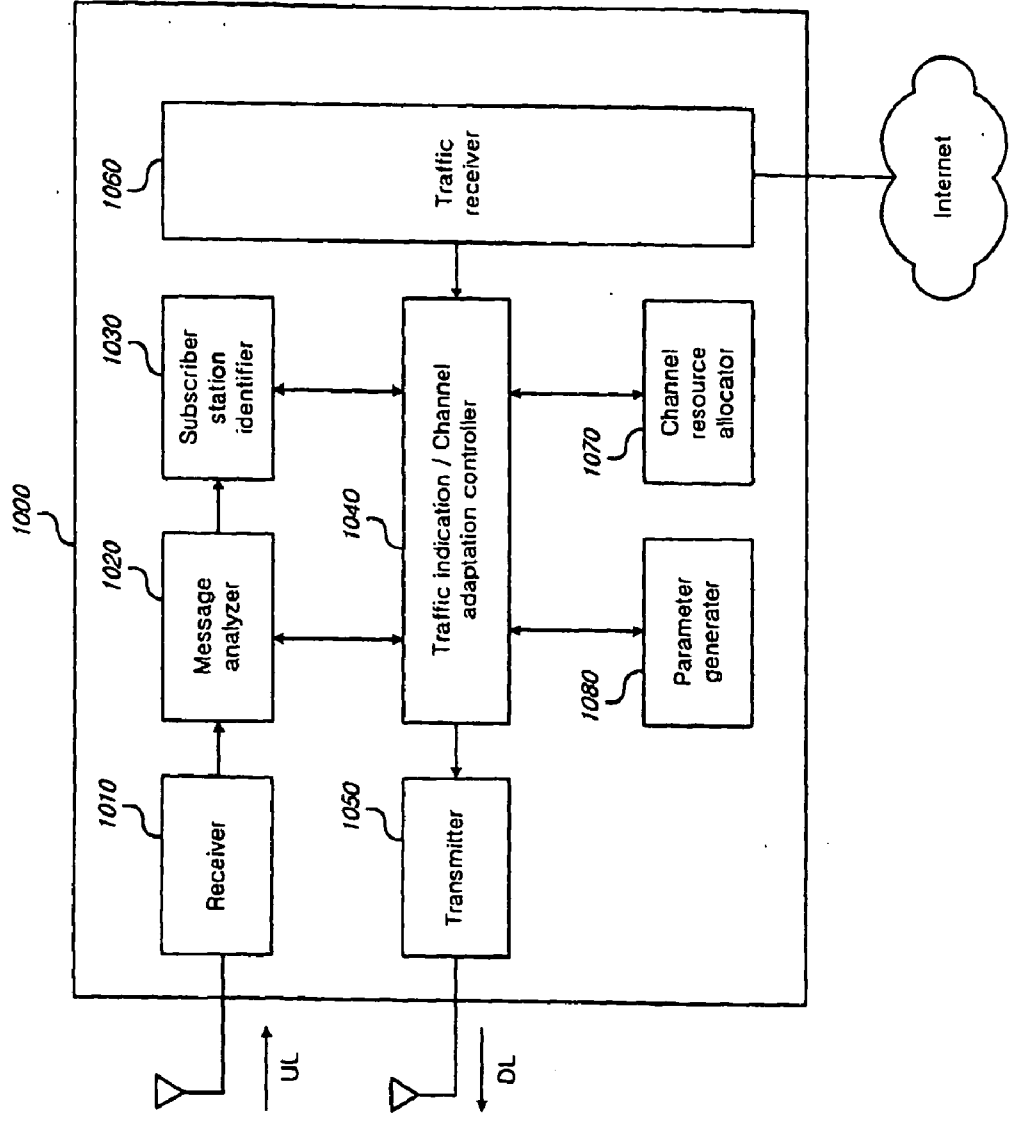 1000
1010
Receiver
1020
Message
analyzer
1030
Subscriber
station
identifier
1060
Traffic
receiver
UL
1050
Transmitter
1040
Traffic indication / Channel
adaptation controller
DL
1080
Parameter
generater
1070
Channel
resource
allocator
Internet